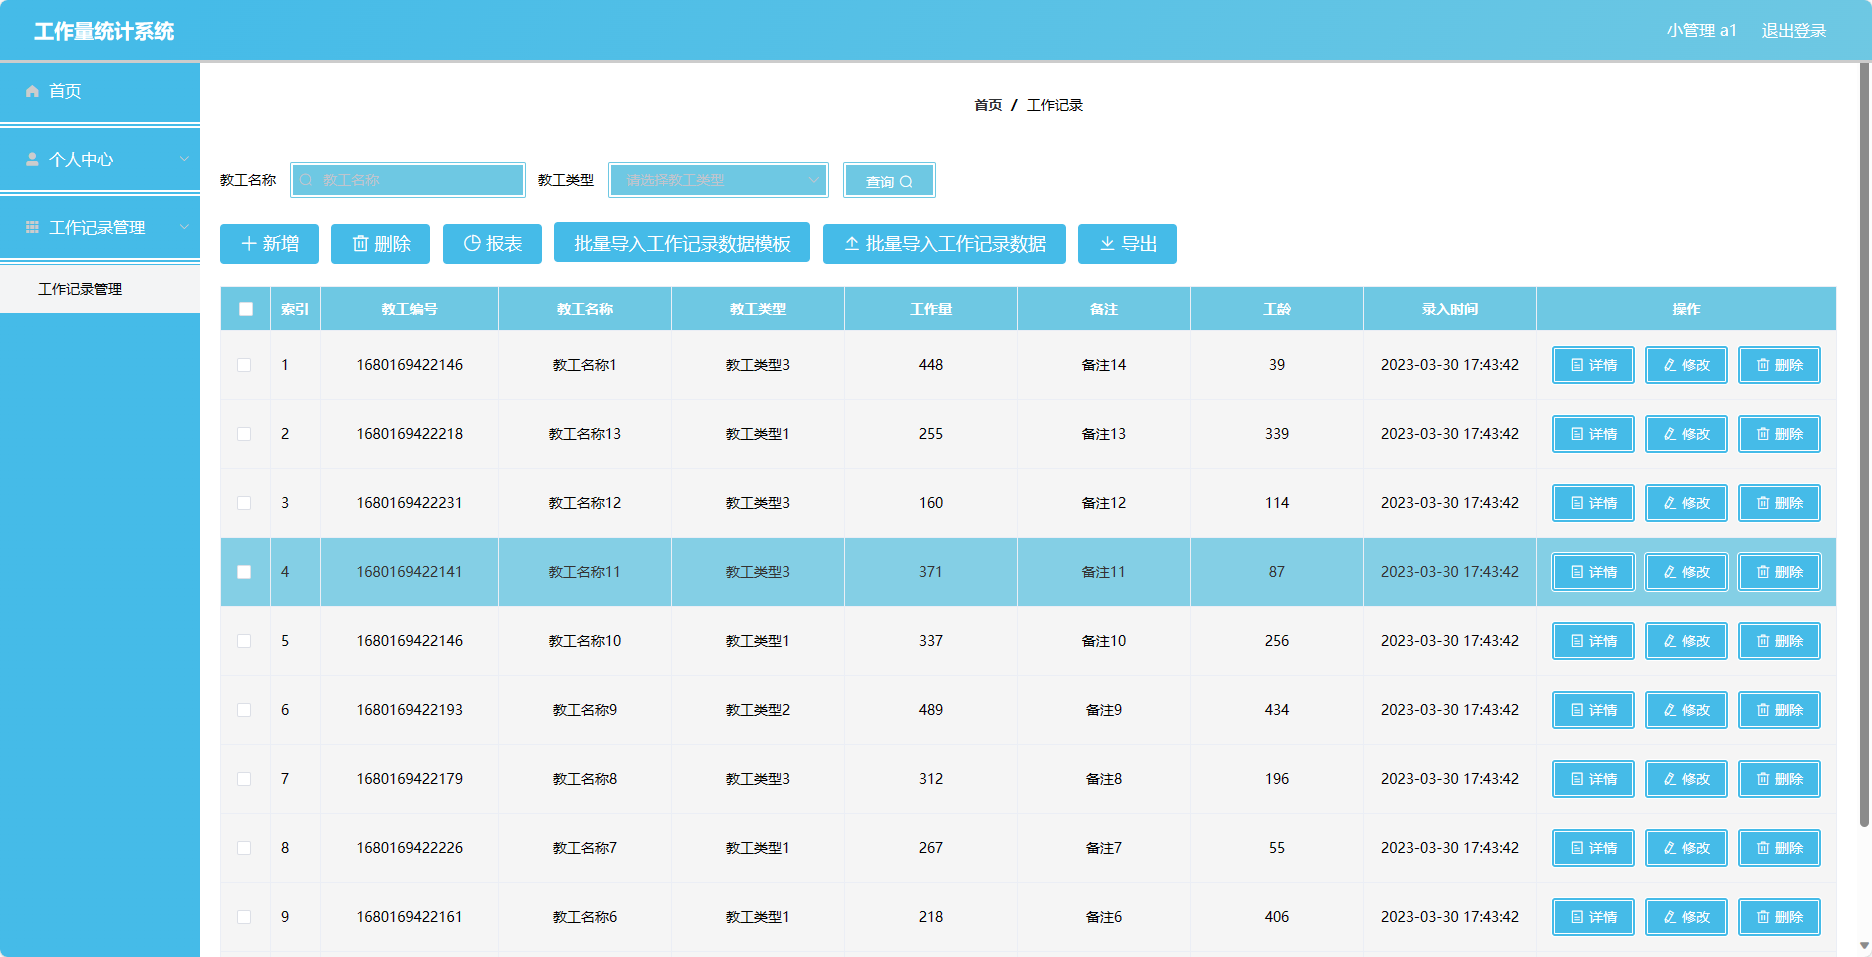 工作量统计系统
小管理 a1 退出登录
首页
个人中心
工作记录管理
工作记录管理
首页 / 工作记录
教工名称 教工名称 教工类型 请选择教工类型 查询
新增 删除 报表 批量导入工作记录数据模板 批量导入工作记录数据 导出
索引 教工编号 教工名称 教工类型 工作量 备注 工龄 录入时间 操作
1 1680169422146 教工名称1 教工类型3 448 备注14 39 2023-03-30 17:43:42 详情 修改 删除
2 1680169422218 教工名称13 教工类型1 255 备注13 339 2023-03-30 17:43:42 详情 修改 删除
3 1680169422231 教工名称12 教工类型3 160 备注12 114 2023-03-30 17:43:42 详情 修改 删除
4 1680169422141 教工名称11 教工类型3 371 备注11 87 2023-03-30 17:43:42 详情 修改 删除
5 1680169422146 教工名称10 教工类型1 337 备注10 256 2023-03-30 17:43:42 详情 修改 删除
6 1680169422193 教工名称9 教工类型2 489 备注9 434 2023-03-30 17:43:42 详情 修改 删除
7 1680169422179 教工名称8 教工类型3 312 备注8 196 2023-03-30 17:43:42 详情 修改 删除
8 1680169422226 教工名称7 教工类型1 267 备注7 55 2023-03-30 17:43:42 详情 修改 删除
9 1680169422161 教工名称6 教工类型1 218 备注6 406 2023-03-30 17:43:42 详情 修改 删除